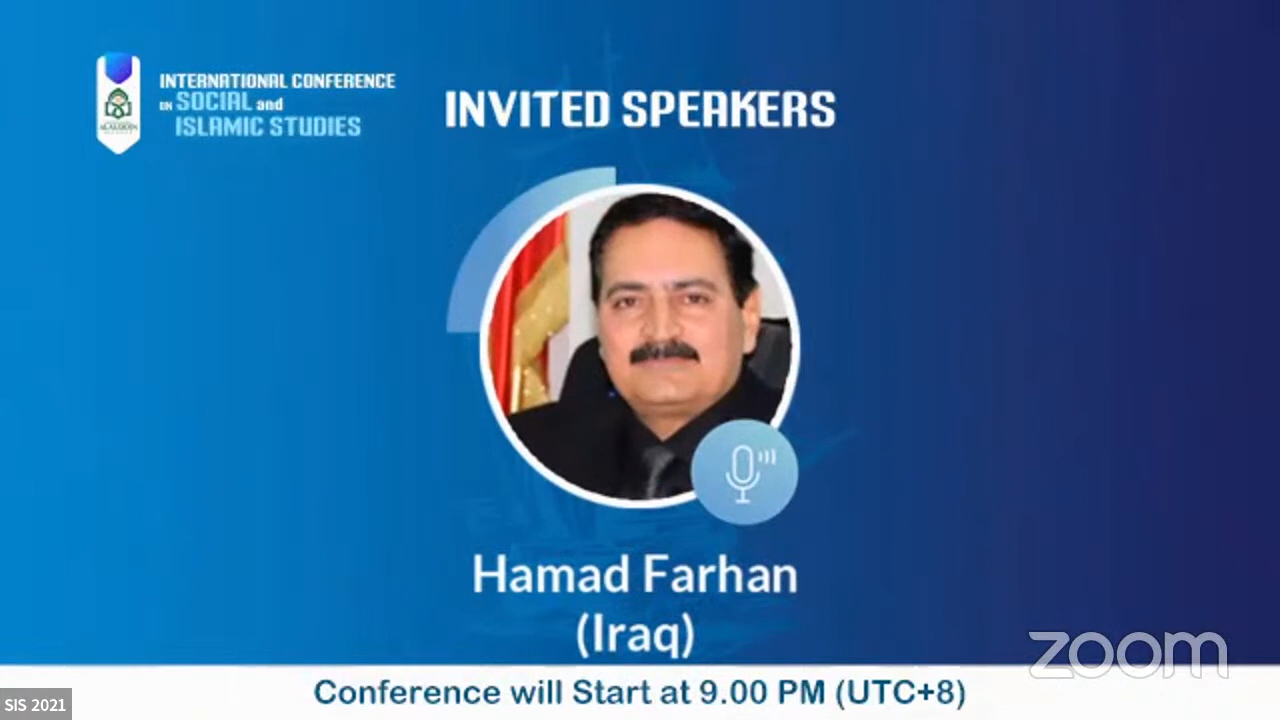 INTERNATIONAL CONFERENCE
ON SOCIAL and
ISLAMIC STUDIES
INVITED SPEAKERS
ALAUDDIN
Hamad Farhan
(Iraq)
zoom
Conference will Start at 9.00 PM (UTC+8)
SIS 2021